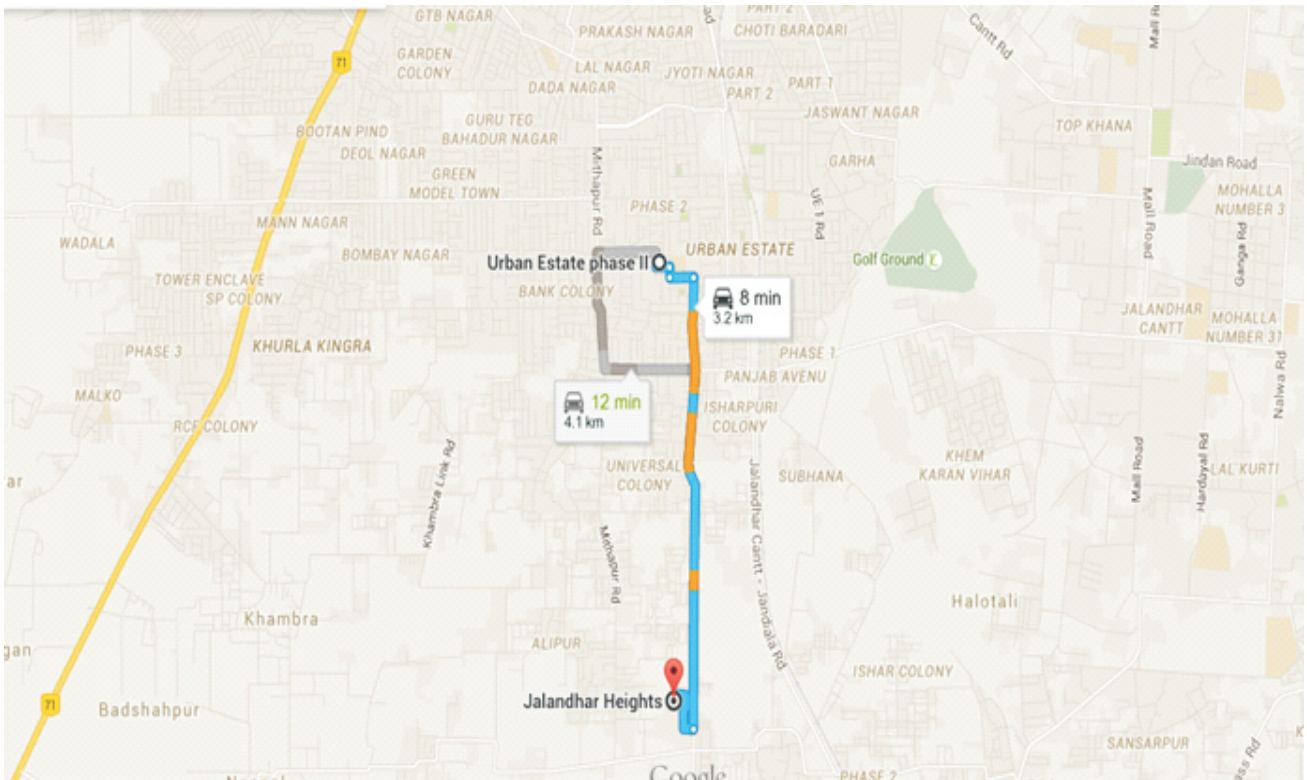 GTB NAGAR
PART 2
PRAKASH NAGAR
CHOTI BARADARI
Cantt Rd
GARDEN
COLONY
71
LAL NAGAR
JYOTI NAGAR
DADA NAGAR
PART 2
PART 1
GURU TEG
BAHADUR NAGAR
JASWANT NAGAR
BOOTAN PIND
DEOL NAGAR
TOP KHANA
GARHA
Jindan Road
GREEN
MODEL TOWN
Mithapur Rd
PHASE 2
UE 1 Rd
Mall Road
MOHALLA
NUMBER 3
MANN NAGAR
WADALA
BOMBAY NAGAR
URBAN ESTATE
Ganga Rd
Urban Estate phase II
Golf Ground
TOWER ENCLAVE
SP COLONY
BANK COLONY
8 min
3.2 km
JALANDHAR
CANTT
MOHALLA
NUMBER 31
PHASE 3
KHURLA KINGRA
PHASE 1
PANJAB AVENU
MALKO
12 min
4.1 km
ISHARPURI
COLONY
Nalwa Rd
RCF COLONY
Khambra Link Rd
UNIVERSAL
COLONY
SUBHANA
KHEM
KARAN VIHAR
Mall Road
Hardayal Rd
LAL KURTI
ar
Jalandhar Cantt - Jandiala Rd
Mithapur Rd
Halotali
Khambra
gan
ALIPUR
ISHAR COLONY
Jalandhar Heights
71
Badshahpur
SANSARPUR
PHASE 2
Google